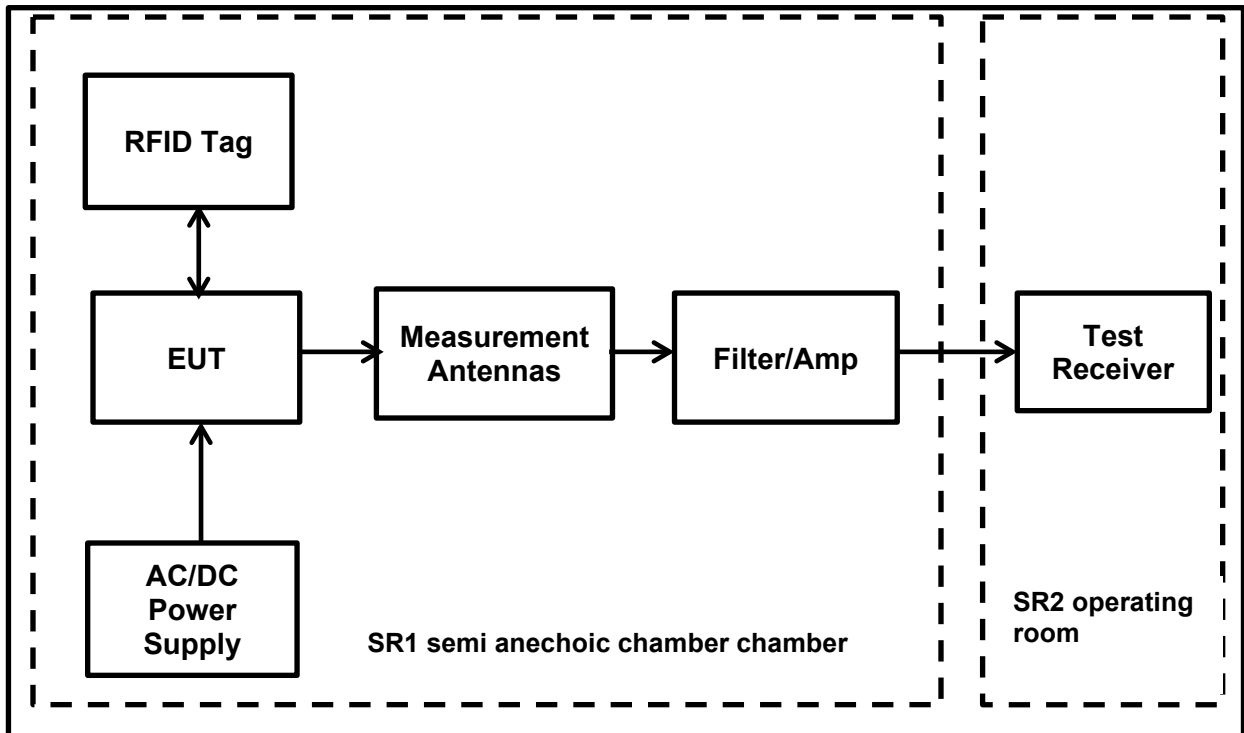 RFID Tag
EUT
Measurement
Antennas
Filter/Amp
Test
Receiver
AC/DC
Power
Supply
SR1 semi anechoic chamber chamber
SR2 operating
room